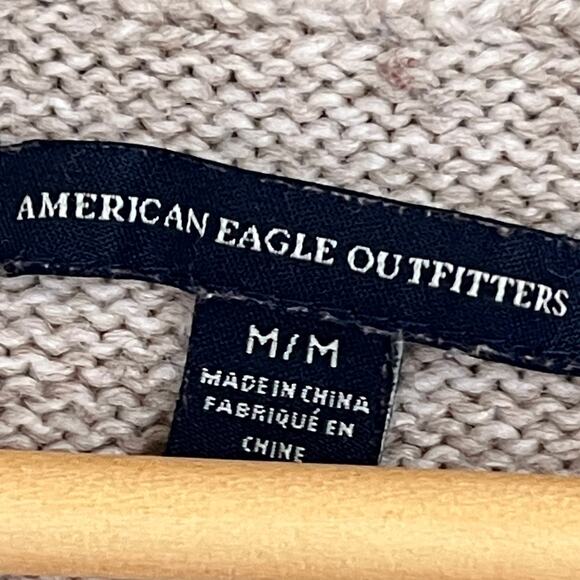 AMERICAN EAGLE OUTFITTERS
M/M
MADE IN CHINA
FABRIQUÉ EN
CHINE